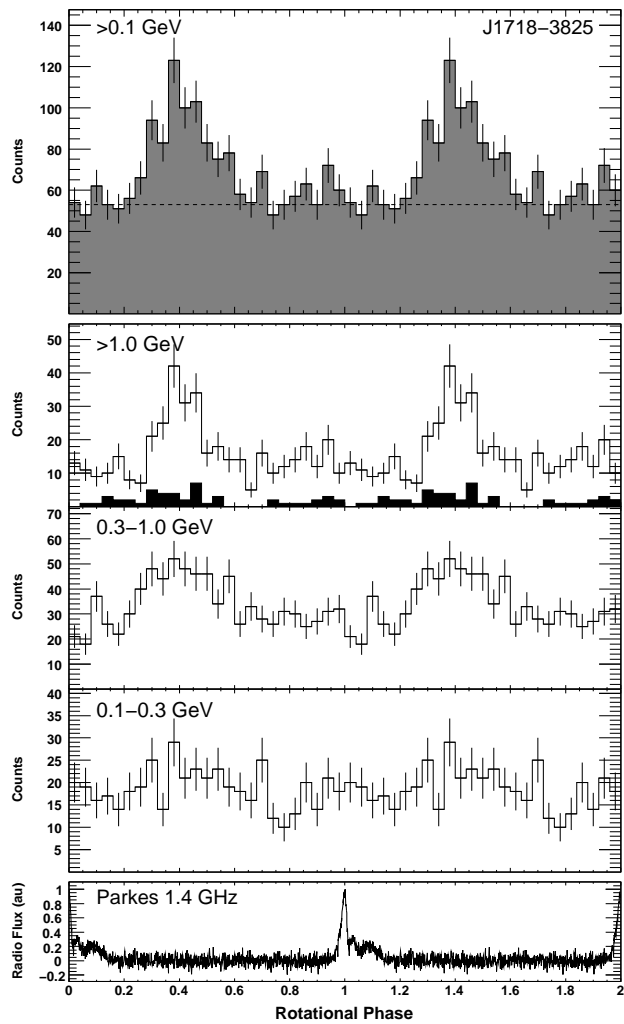 >0.1 GeV J1718−3825
140
120
100
80
60
40
20
Counts
>1.0 GeV
50
40
30
20
10
Counts
0.3−1.0 GeV
70
60
50
40
30
20
10
Counts
0.1−0.3 GeV
40
35
30
25
20
15
10
5
Counts
Parkes 1.4 GHz
1
0.8
0.6
0.4
0.2
0
−0.2
Radio Flux (au)
0 0.2 0.4 0.6 0.8 1 1.2 1.4 1.6 1.8 2
Rotational Phase